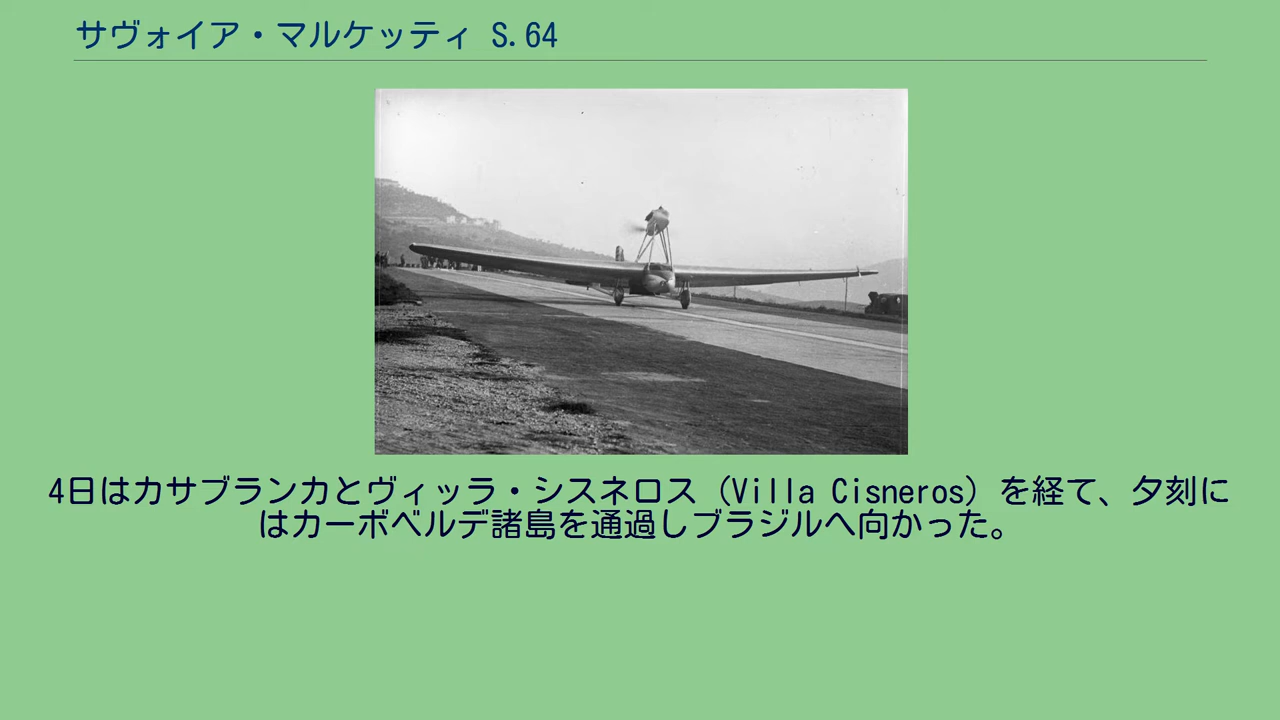 サヴォイア・マルケッティ S.64
4日はカサブランカとヴィッラ・シスネロス（Villa Cisneros）を経て、夕刻に
はカーボベルデ諸島を通過しブラジルへ向かった。